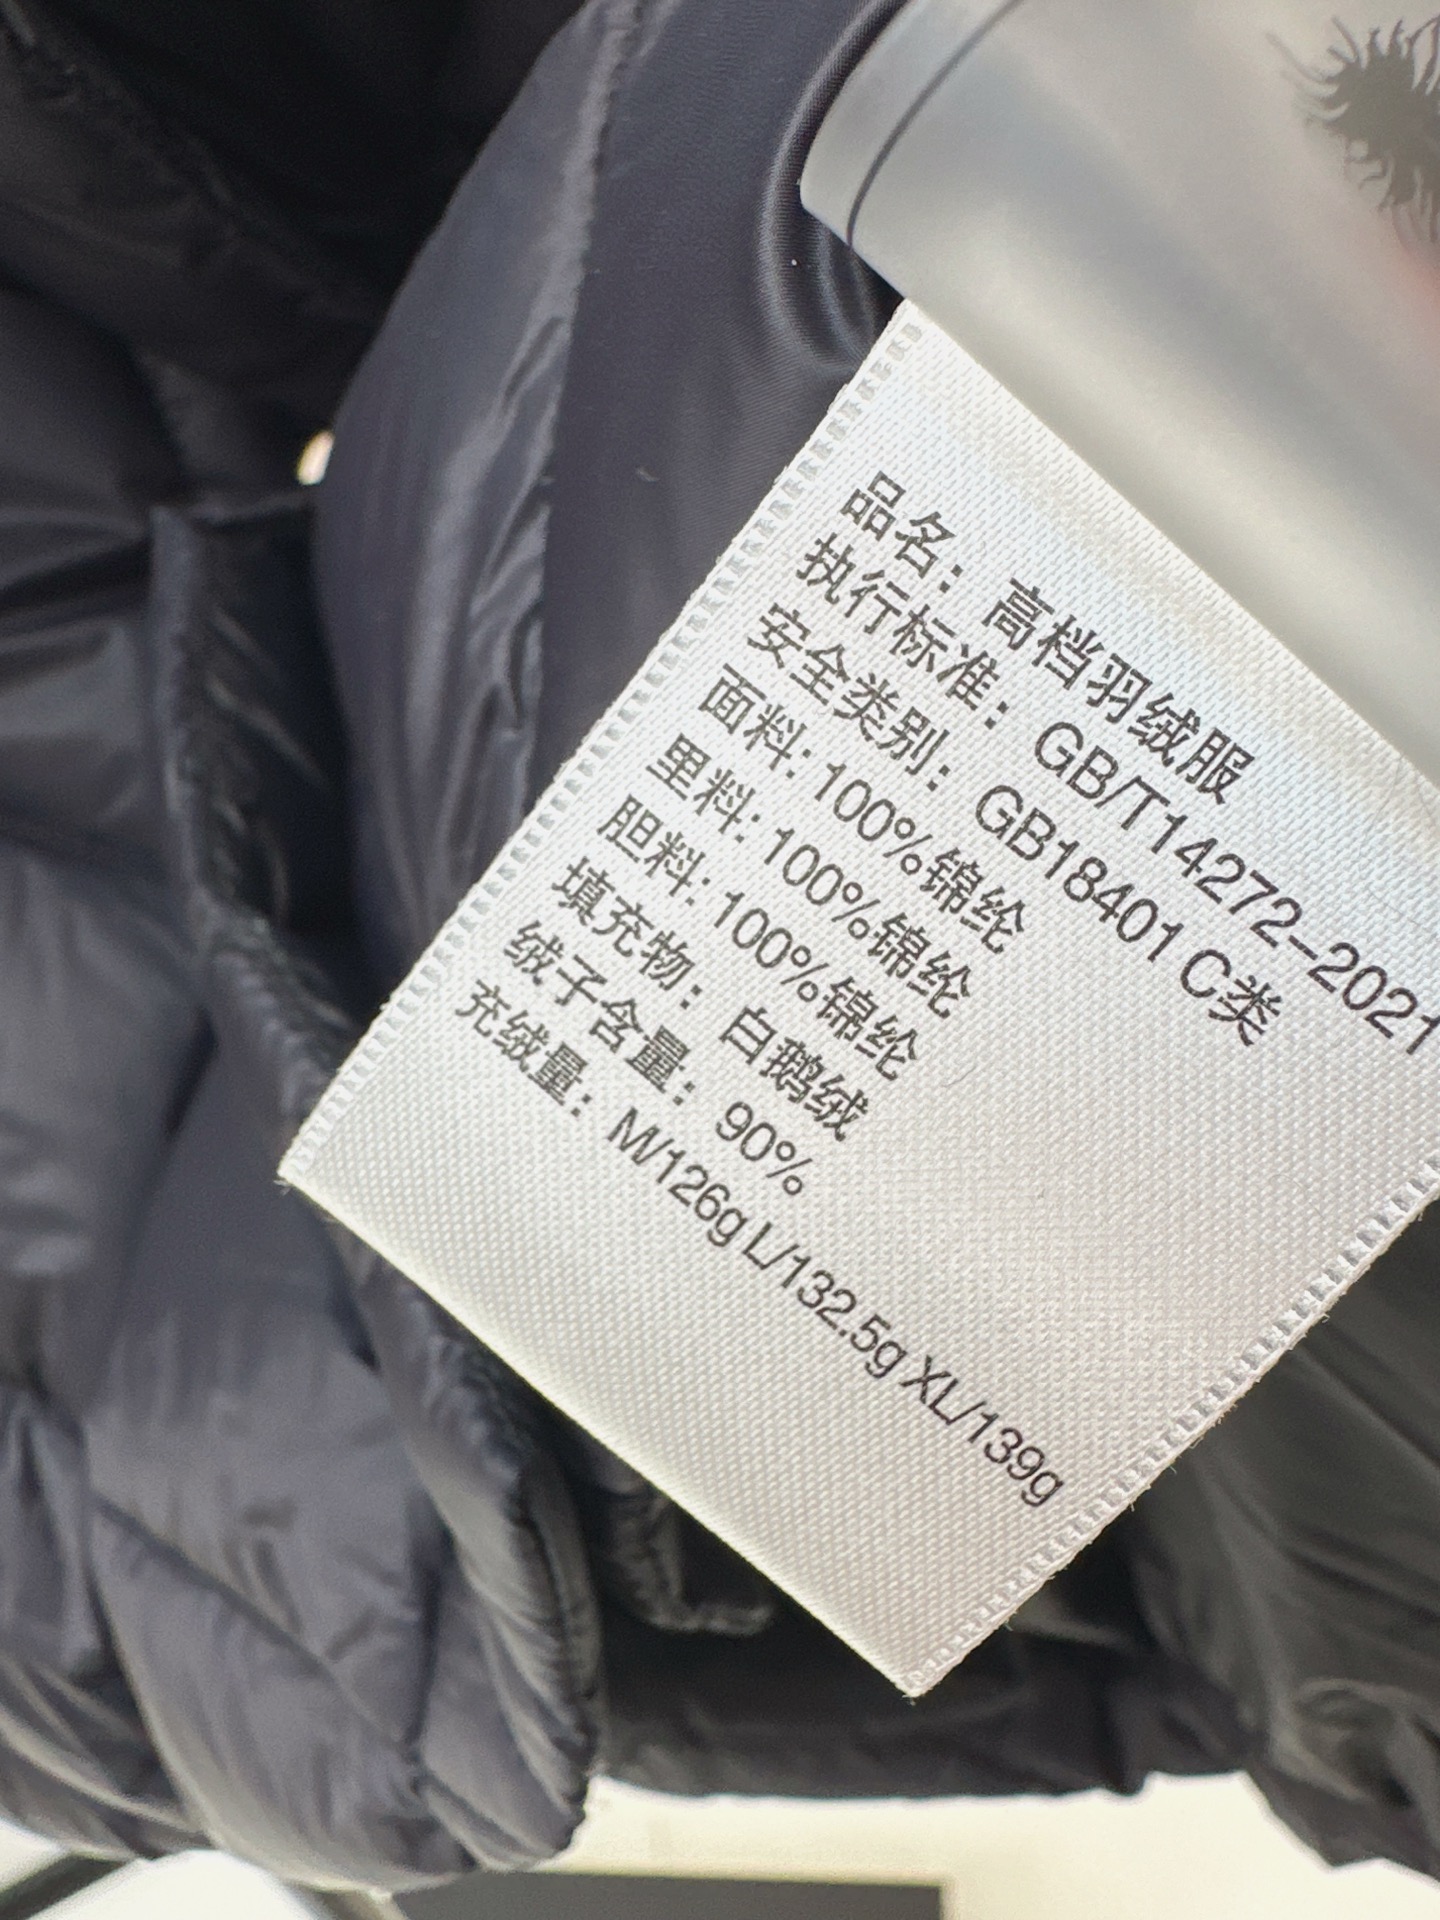 品名：高档羽绒服
执行标准：GB/T14272-2021
安全类别：GB18401 C类
面料: 100%锦纶
里料: 100%锦纶
胆料: 100%锦纶
填充物：白鹅绒
绒子含量：90%
充绒量：M/126g L/132.5g XL/139g